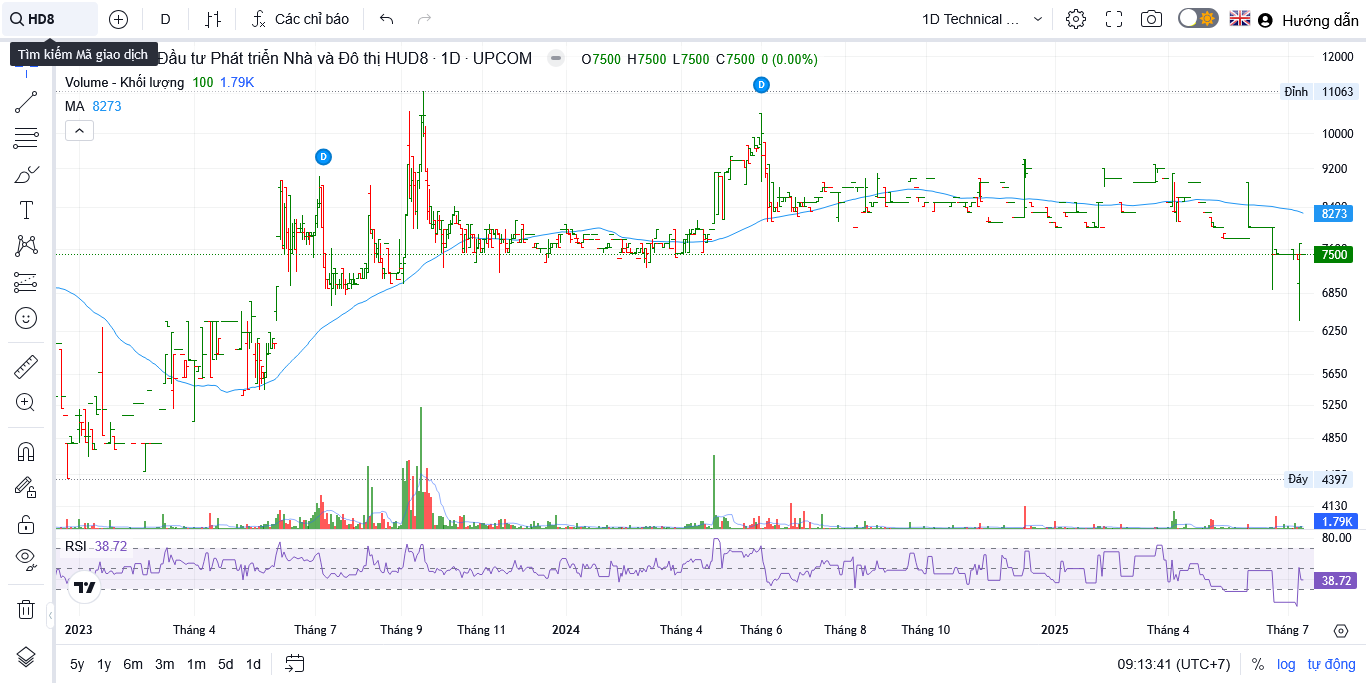 HD8 D Các chỉ báo 1D Technical ... Hướng dẫn
Tìm kiếm Mã giao dịch
Đầu tư Phát triển Nhà và Đô thị HUD8 · 1D · UPCOM O7500 H7500 L7500 C7500 0 (0.00%)
Volume - Khối lượng 100 1.79K
MA 8273
D
D
12000
Đỉnh 11063
10000
9200
8273
7500
6850
6250
5650
5250
4850
Đáy 4397
4130
1.79K
RSI 38.72
80.00
38.72
2023 Tháng 4 Tháng 7 Tháng 9 Tháng 11 2024 Tháng 4 Tháng 6 Tháng 8 Tháng 10 2025 Tháng 4 Tháng 7
5y 1y 6m 3m 1m 5d 1d 09:13:41 (UTC+7) % log tự động